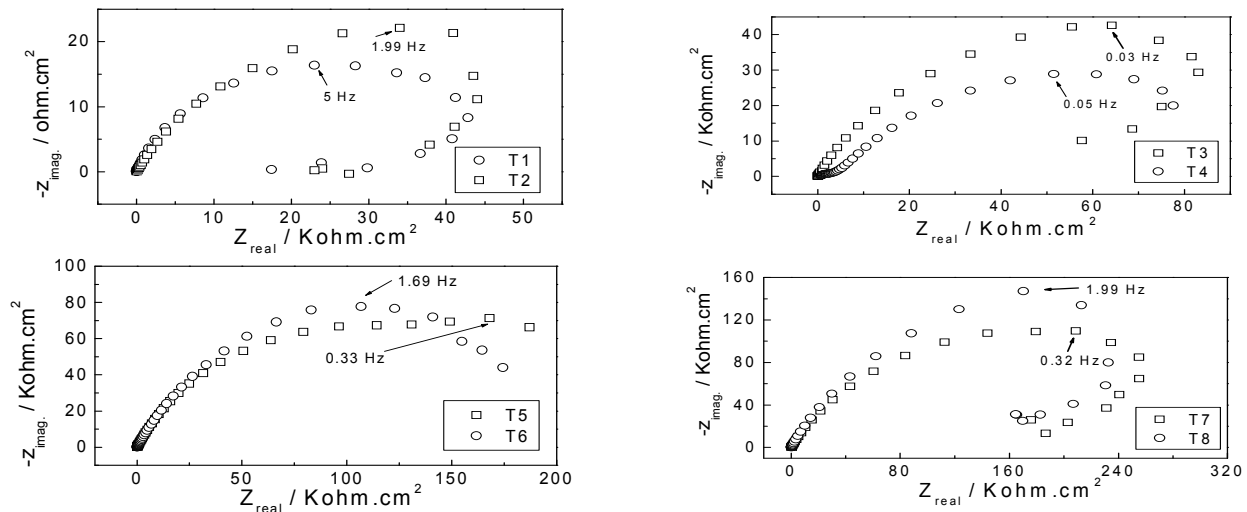 20
10
0
0 10 20 30 40 50
-Z imag. / ohm.cm²
Z real / Kohm.cm²
1.99 Hz
5 Hz
T1
T2
40
30
20
10
0
0 20 40 60 80
-Z imag. / Kohm.cm²
Z real / Kohm.cm²
0.03 Hz
0.05 Hz
T3
T4
100
80
60
40
20
0
0 50 100 150 200
-Z imag. / Kohm.cm²
Z real / Kohm.cm²
1.69 Hz
0.33 Hz
T5
T6
160
120
80
40
0
0 80 160 240 320
-Z imag. / Kohm.cm²
Z real / Kohm.cm²
1.99 Hz
0.32 Hz
T7
T8